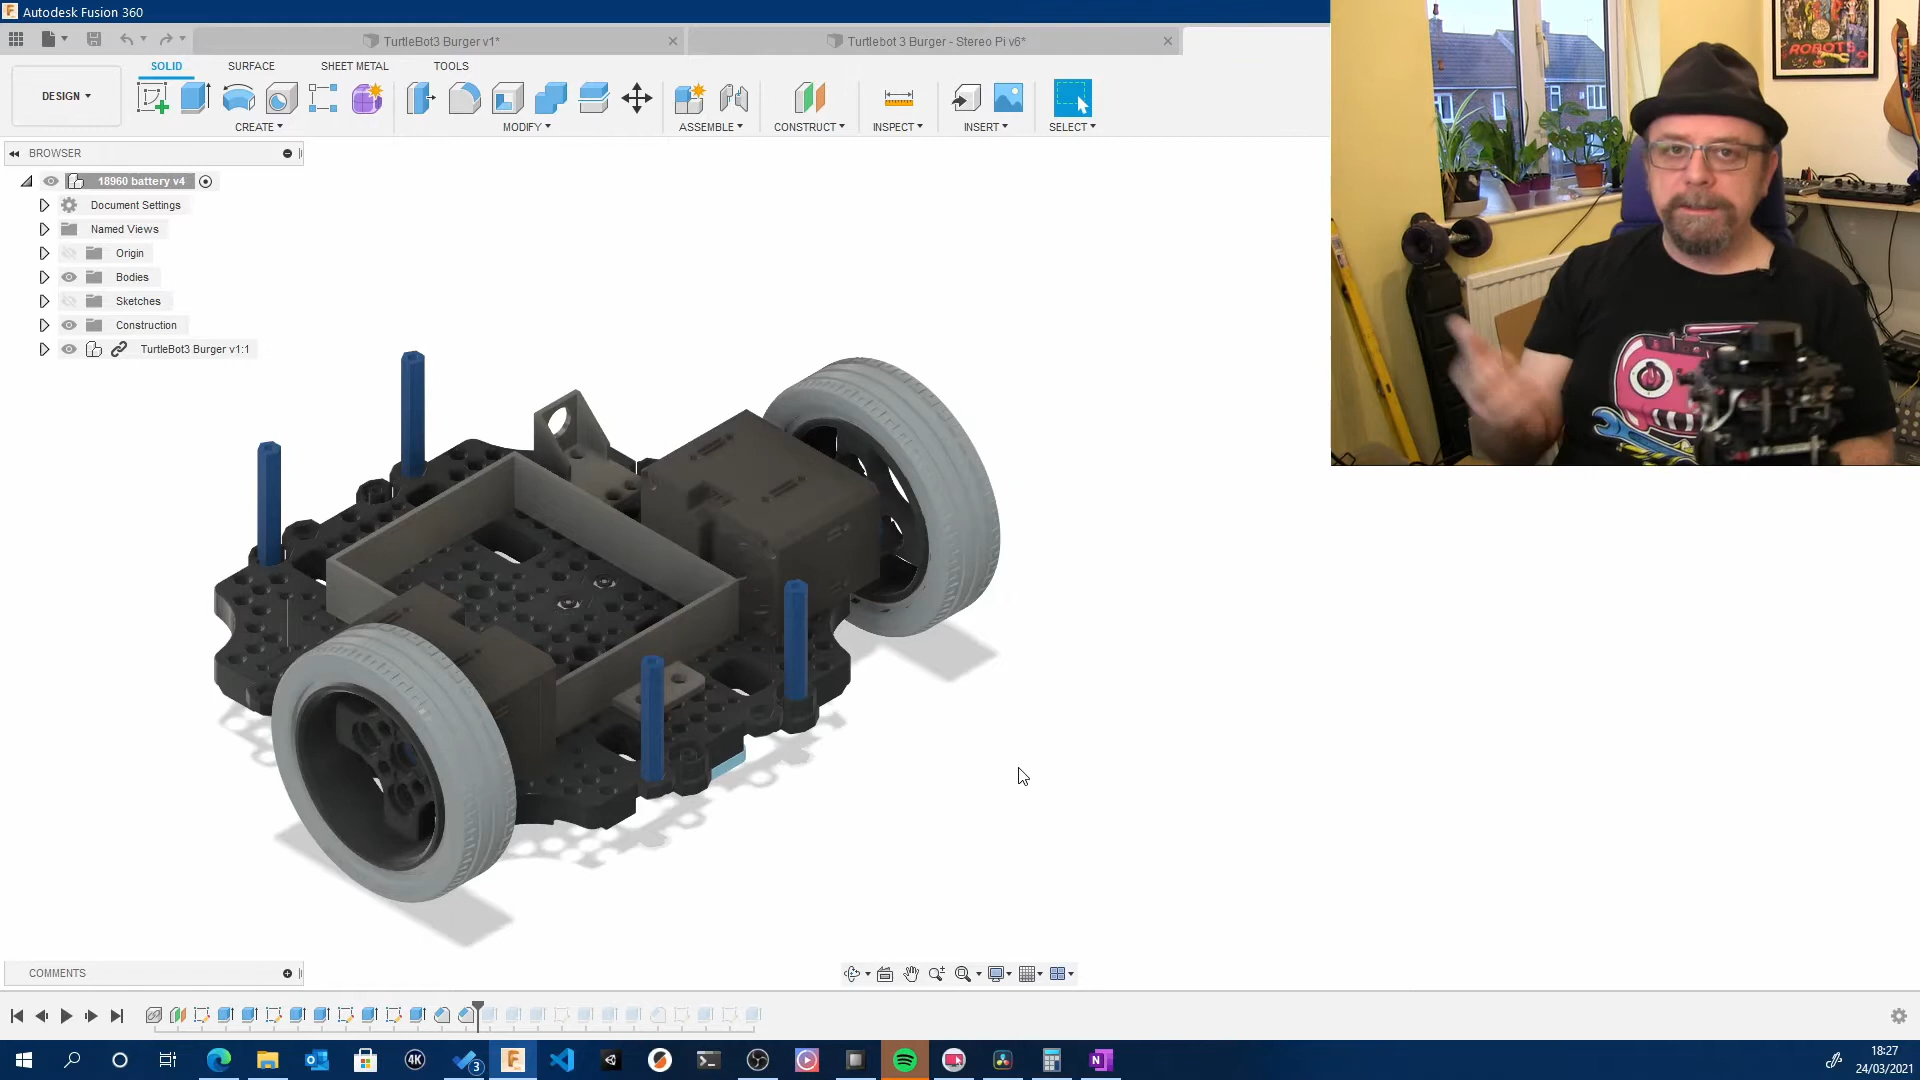 Autodesk Fusion 360
TurtleBot3 Burger v1*
Turtlebot 3 Burger - Stereo Pi v6*
SOLID
SURFACE
SHEET METAL
TOOLS
DESIGN
CREATE
MODIFY
ASSEMBLE
CONSTRUCT
INSPECT
INSERT
SELECT
BROWSER
18960 battery v4
Document Settings
Named Views
Origin
Bodies
Sketches
Construction
TurtleBot3 Burger v1:1
ROBOTS
COMMENTS
4K
3
18:27
24/03/2021